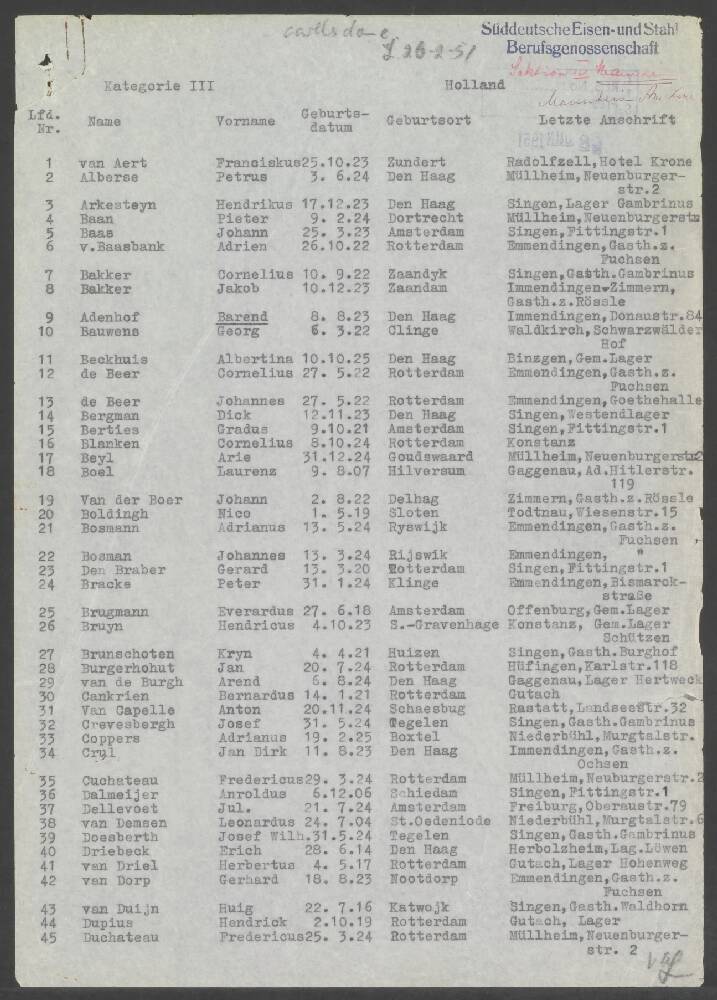 Süddeutsche Eisen- und Stahl
Berufsgenossenschaft
Kategorie III Holland
Lfd. Nr. Name Vorname Geburts-datum Geburtsort Letzte Anschrift
1 van Aert Franciskus 25.10.23 Zundert Radolfzell, Hotel Krone
2 Alberse Petrus 3. 6.24 Den Haag Müllheim, Neuenburger-
str.2
3 Arkesteyn Hendrikus 17.12.23 Den Haag Singen, Lager Gambrinus
4 Baan Pieter 9. 2.24 Dortrecht Müllheim, Neuenburgerstr
5 Baas Johann 25. 3.23 Amsterdam Singen, Fittingstr.1
6 v.Baasbank Adrien 26.10.22 Rotterdam Emmendingen, Gasth.z.
Fuchsen
7 Bakker Cornelius 10. 9.22 Zaandyk Singen, Gasth.Gambrinus
8 Bakker Jakob 10.12.23 Zaandam Immendingen-Zimmern,
Gasth.z.Rössle
9 Adenhof Barend 8. 8.23 Den Haag Immendingen, Donaustr.84
10 Bauwens Georg 6. 3.22 Clinge Waldkirch, Schwarzwälder
Hof
11 Beckhuis Albertina 10.10.25 Den Haag Binzgen, Gem.Lager
12 de Beer Cornelius 27. 5.22 Rotterdam Emmendingen, Gasth.z.
Fuchsen
13 de Beer Johannes 27. 5.22 Rotterdam Emmendingen, Goethehalle
14 Bergman Dick 12.11.23 Den Haag Singen, Westendlager
15 Berties Gradus 9.10.21 Amsterdam Singen, Fittingstr.1
16 Blanken Cornelius 8.10.24 Rotterdam Konstanz
17 Beyl Arie 31.12.24 Goudswaard Müllheim, Neuenburgerstr2
18 Boel Laurenz 9. 8.07 Hilversum Gaggenau, Ad.Hitlerstr.
119
19 Van der Boer Johann 2. 8.22 Delhag Zimmern, Gasth.z.Rössle
20 Boldingh Nico 1. 5.19 Sloten Todtnau, Wiesenstr.15
21 Bosmann Adrianus 13. 5.24 Ryswijk Emmendingen, Gasth.z.
Fuchsen
22 Bosman Johannes 13. 3.24 Rijswik Emmendingen, "
23 Den Braber Gerard 13. 3.20 Rotterdam Singen, Fittingstr.1
24 Bracke Peter 31. 1.24 Klinge Emmendingen, Bismarck-
straße
25 Brugmann Everardus 27. 6.18 Amsterdam Offenburg, Gem.Lager
26 Bruyn Hendricus 4.10.23 S.-Gravenhage Konstanz, Gem.Lager
Schützen
27 Brunschoten Kryn 4. 4.21 Huizen Singen, Gasth.Burghof
28 Burgerhohut Jan 20. 7.24 Rotterdam Hüfingen, Karlstr.118
29 van de Burgh Arend 6. 8.24 Den Haag Gaggenau, Lager Hertweck
30 Cankrien Bernardus 14. 1.21 Rotterdam Gutach
31 Van Capelle Anton 20.11.24 Schaesbug Rastatt, Landseestr.32
32 Crevesbergh Josef 31. 5.24 Tegelen Singen, Gasth.Gambrinus
33 Coppers Adrianus 19. 2.25 Boxtel Niederbühl, Murgtalstr.
34 Crul Jan Dirk 11. 8.23 Den Haag Immendingen, Gasth.z.
Ochsen
35 Cuchateau Fredericus 29. 3.24 Rotterdam Müllheim, Neuburgerstr.2
36 Dalmeijer Anroldus 6.12.06 Schiedam Singen, Fittingstr.1
37 Dellevoet Jul. 21. 7.24 Amsterdam Freiburg, Oberaustr.79
38 van Demsen Leonardus 24. 7.04 St.Oedeniode Niederbühl, Murgtalstr.6
39 Doesberth Josef Wilh. 31.5.24 Tegelen Singen, Gasth.Gambrinus
40 Driebeck Erich 28. 6.14 Den Haag Herbolzheim, Lag.Löwen
41 van Driel Herbertus 4. 5.17 Rotterdam Gutach, Lager Hohenweg
42 van Dorp Gerhard 18. 8.23 Nootdorp Emmendingen, Gasth.z.
Fuchsen
43 van Duijn Huig 22. 7.16 Katwojk Singen, Gasth.Waldhorn
44 Dupius Hendrick 2.10.19 Rotterdam Gutach, Lager
45 Duchateau Fredericus 25. 3.24 Rotterdam Müllheim, Neuenburger-
str. 2